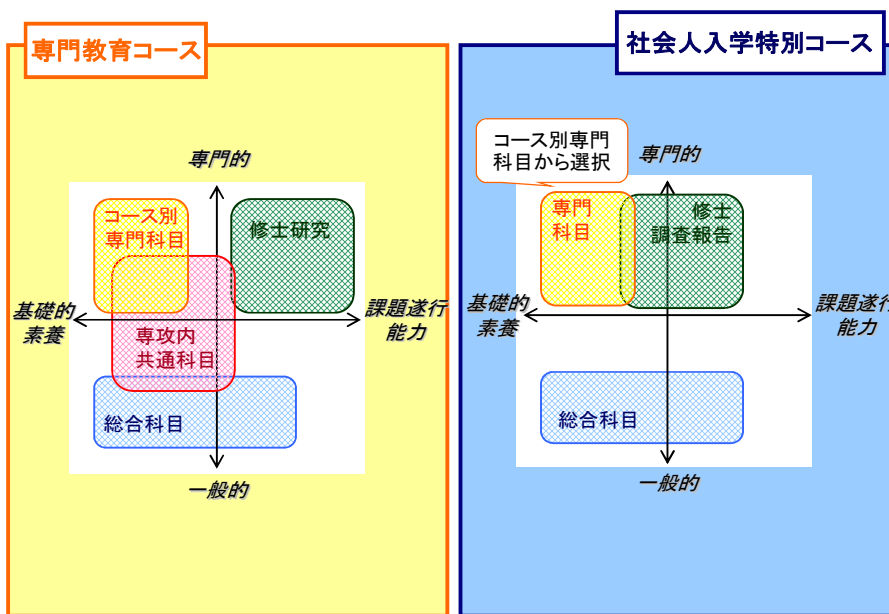 専門教育コース
専門的
コース別
専門科目
修士研究
基礎的
素養
課題遂行
能力
専攻内
共通科目
総合科目
一般的
社会人入学特別コース
コース別専門
科目から選択
専門的
専門
科目
修士
調査報告
基礎的
素養
課題遂行
能力
総合科目
一般的